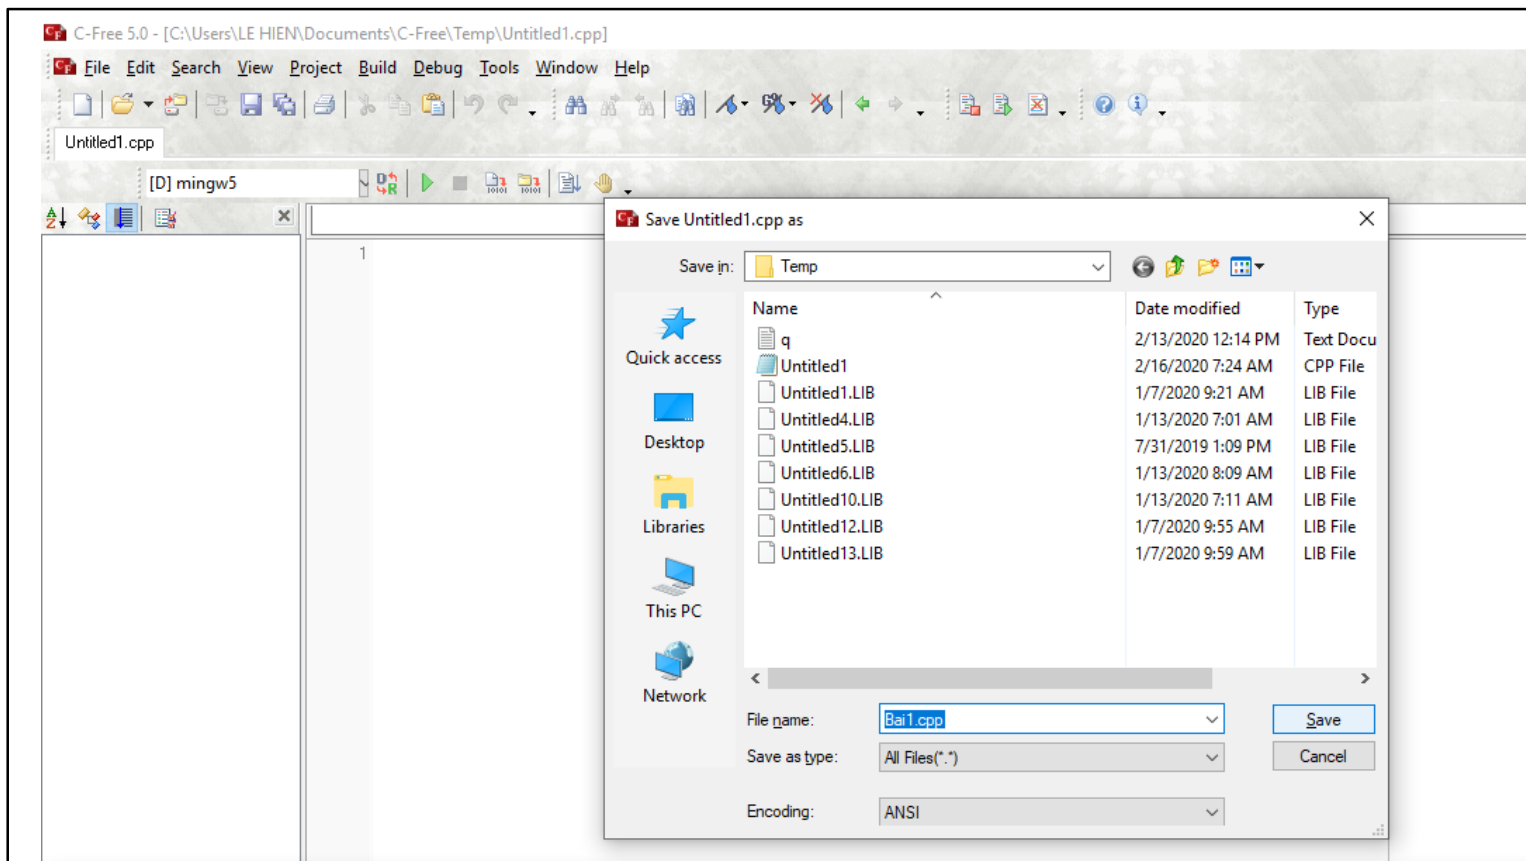 C-Free 5.0 - [C:\Users\LE HIEN\Documents\C-Free\Temp\Untitled1.cpp]
File Edit Search View Project Build Debug Tools Window Help
Untitled1.cpp
[D] mingw5
1
Save Untitled1.cpp as
Save in: Temp
Quick access
Desktop
Libraries
This PC
Network
Name Date modified Type
q 2/13/2020 12:14 PM Text Docu
Untitled1 2/16/2020 7:24 AM CPP File
Untitled1.LIB 1/7/2020 9:21 AM LIB File
Untitled4.LIB 1/13/2020 7:01 AM LIB File
Untitled5.LIB 7/31/2019 1:09 PM LIB File
Untitled6.LIB 1/13/2020 8:09 AM LIB File
Untitled10.LIB 1/13/2020 7:11 AM LIB File
Untitled12.LIB 1/7/2020 9:55 AM LIB File
Untitled13.LIB 1/7/2020 9:59 AM LIB File
File name: Bai1.cpp Save
Save as type: All Files(*.*) Cancel
Encoding: ANSI